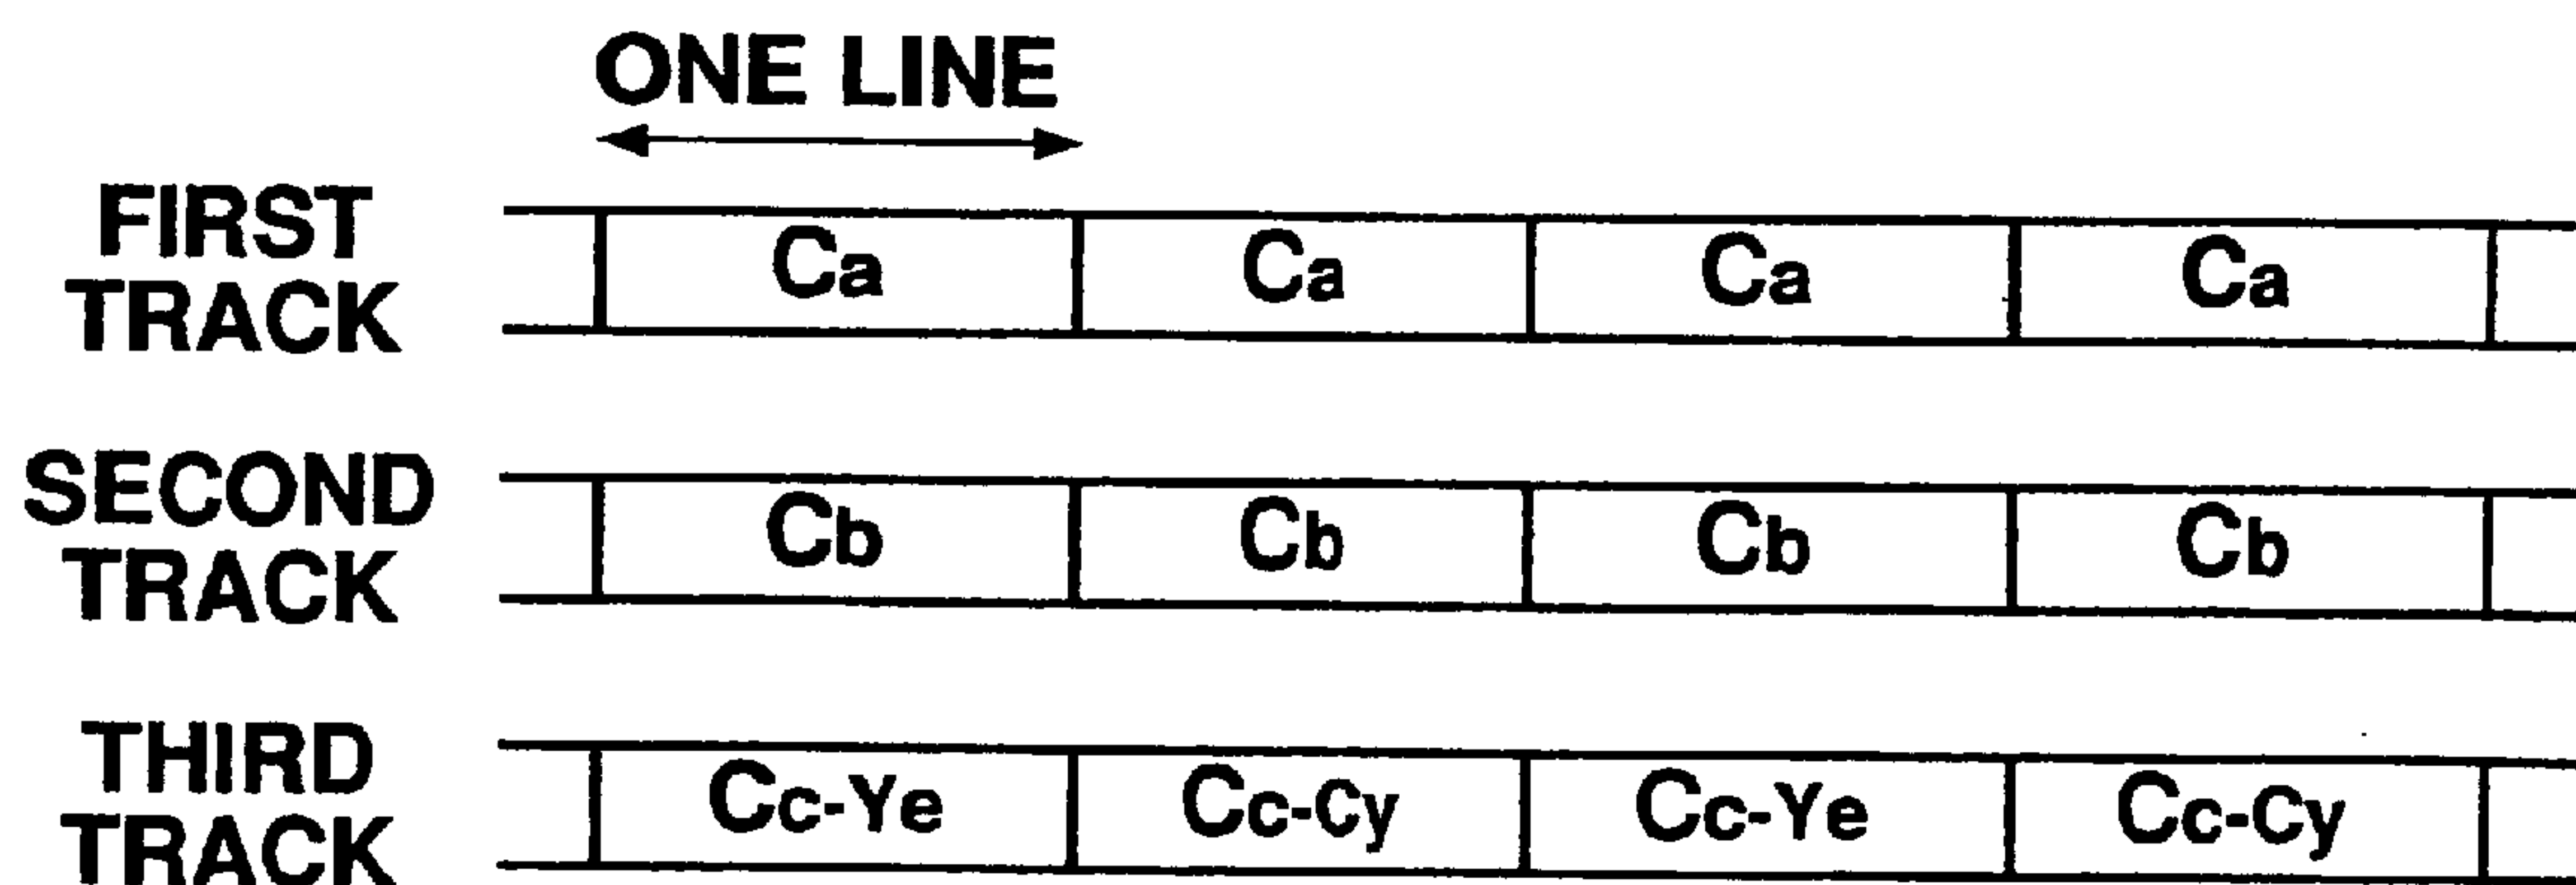 ONE LINE
FIRST
TRACK
Ca Ca Ca Ca
SECOND
TRACK
Cb Cb Cb Cb
THIRD
TRACK
Cc-Ye Cc-Cy Cc-Ye Cc-Cy